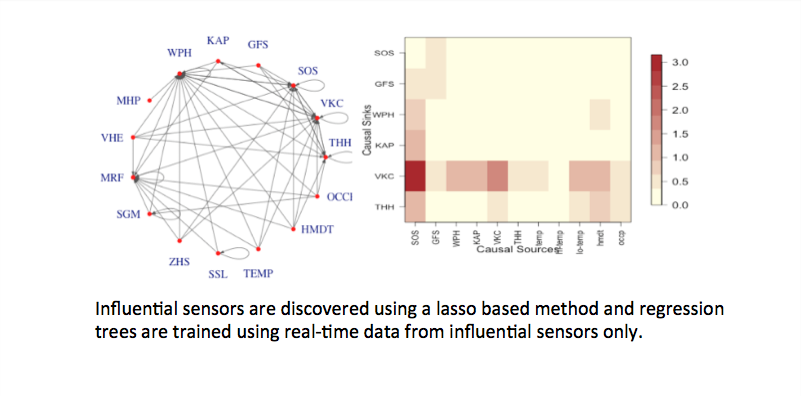 KAP
GFS
WPH
SOS
MHP
VKC
VHE
THH
MRF
OCCI
SGM
HMDT
ZHS
SSL
TEMP
Causal Sinks
SOS
GFS
WPH
KAP
VKC
THH
SOS
GFS
WPH
KAP
VKC
THH
temp
lo-temp
hmdt
occp
Causal Sources
3.0
2.5
2.0
1.5
1.0
0.5
0.0
Influential sensors are discovered using a lasso based method and regression
trees are trained using real-time data from influential sensors only.